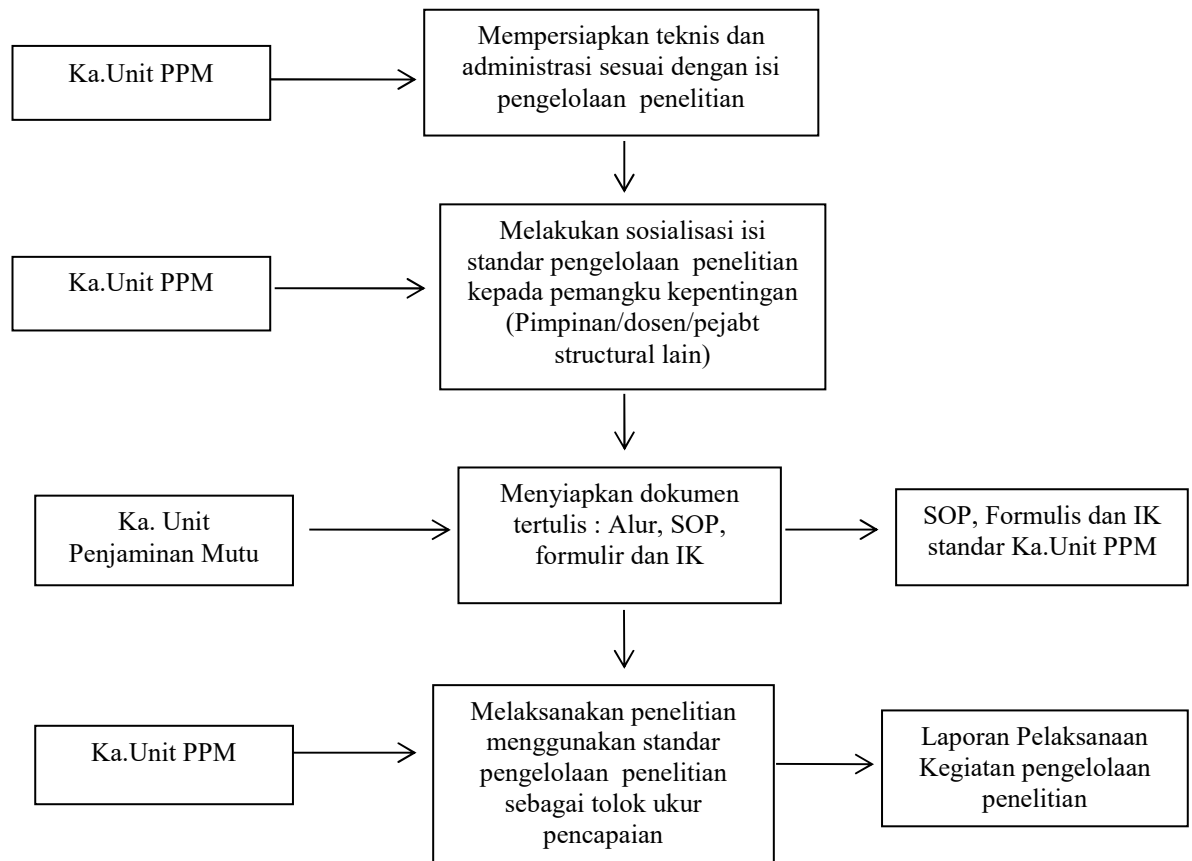 Ka.Unit PPM
Mempersiapkan teknis dan
administrasi sesuai dengan isi
pengelolaan penelitian
Ka.Unit PPM
Melakukan sosialisasi isi
standar pengelolaan penelitian
kepada pemangku kepentingan
(Pimpinan/dosen/pejabt
structural lain)
Ka. Unit
Penjaminan Mutu
Menyiapkan dokumen
tertulis : Alur, SOP,
formulir dan IK
SOP, Formulis dan IK
standar Ka.Unit PPM
Ka.Unit PPM
Melaksanakan penelitian
menggunakan standar
pengelolaan penelitian
sebagai tolok ukur
pencapaian
Laporan Pelaksanaan
Kegiatan pengelolaan
penelitian